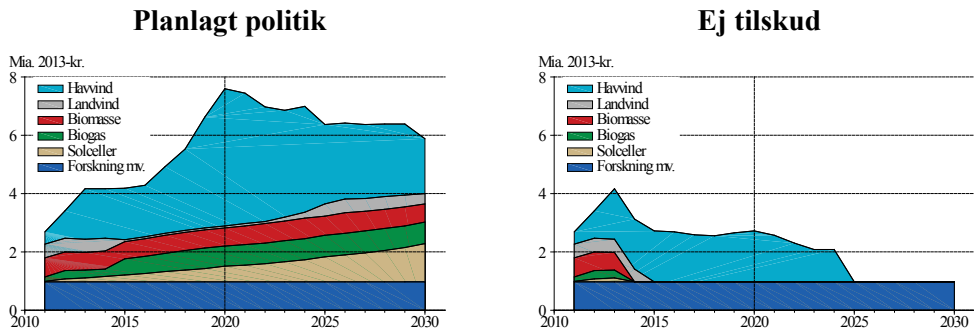 Planlagt politik
Mia. 2013-kr.
8
6
4
2
0
Havvind
Landvind
Biomasse
Biogas
Solceller
Forskning mv.
2010 2015 2020 2025 2030
Ej tilskud
Mia. 2013-kr.
8
6
4
2
0
Havvind
Landvind
Biomasse
Biogas
Solceller
Forskning mv.
2010 2015 2020 2025 2030